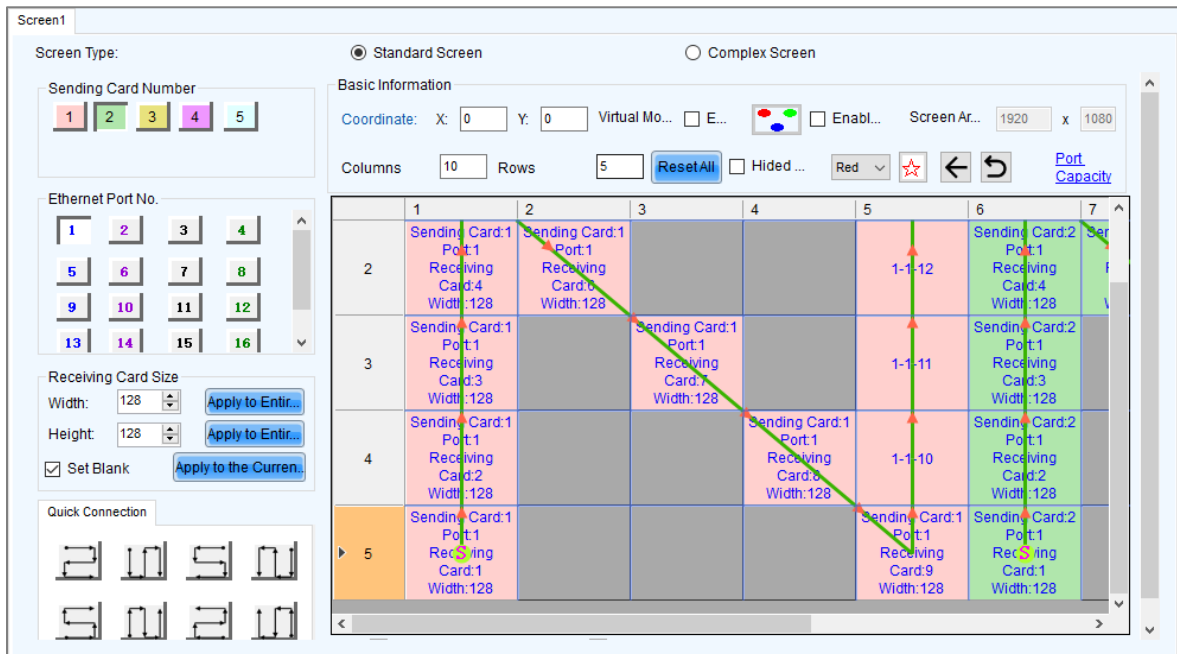 Screen1
Screen Type:
Standard Screen
Complex Screen
Sending Card Number
1 2 3 4 5
Ethernet Port No.
1 2 3 4
5 6 7 8
9 10 11 12
13 14 15 16
Receiving Card Size
Width: 128 Apply to Entir...
Height: 128 Apply to Entir...
Set Blank Apply to the Curren...
Quick Connection
Basic Information
Coordinate: X: 0 Y: 0 Virtual Mo... E... Enabl... Screen Ar... 1920 x 1080
Columns 10 Rows 5 Reset All Hided ... Red Port
Capacity
1 2 3 4 5 6 7
2
Sending Card:1
Port:1
Receiving
Card:4
Width:128
Sending Card:1
Port:1
Receiving
Card:6
Width:128
1-1-12
Sending Card:2
Port:1
Receiving
Card:4
Width:128
3
Sending Card:1
Port:1
Receiving
Card:3
Width:128
Sending Card:1
Port:1
Receiving
Card:7
Width:128
1-1-11
Sending Card:2
Port:1
Receiving
Card:3
Width:128
4
Sending Card:1
Port:1
Receiving
Card:2
Width:128
Sending Card:1
Port:1
Receiving
Card:8
Width:128
1-1-10
Sending Card:2
Port:1
Receiving
Card:2
Width:128
5
Sending Card:1
Port:1
Receiving
S
Card:1
Width:128
Sending Card:1
Port:1
Receiving
Card:9
Width:128
Sending Card:2
Port:1
Receiving
S
Card:1
Width:128